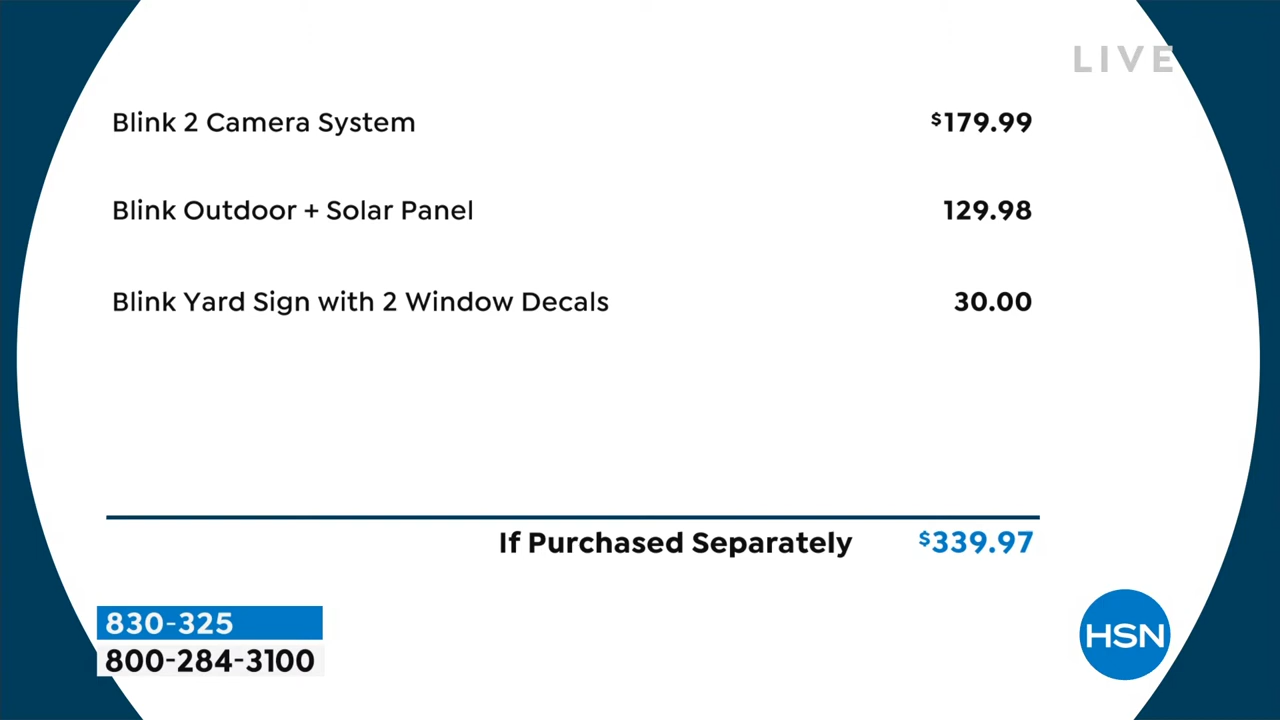 LIVE
Blink 2 Camera System $179.99
Blink Outdoor + Solar Panel 129.98
Blink Yard Sign with 2 Window Decals 30.00
If Purchased Separately $339.97
830-325
800-284-3100
HSN